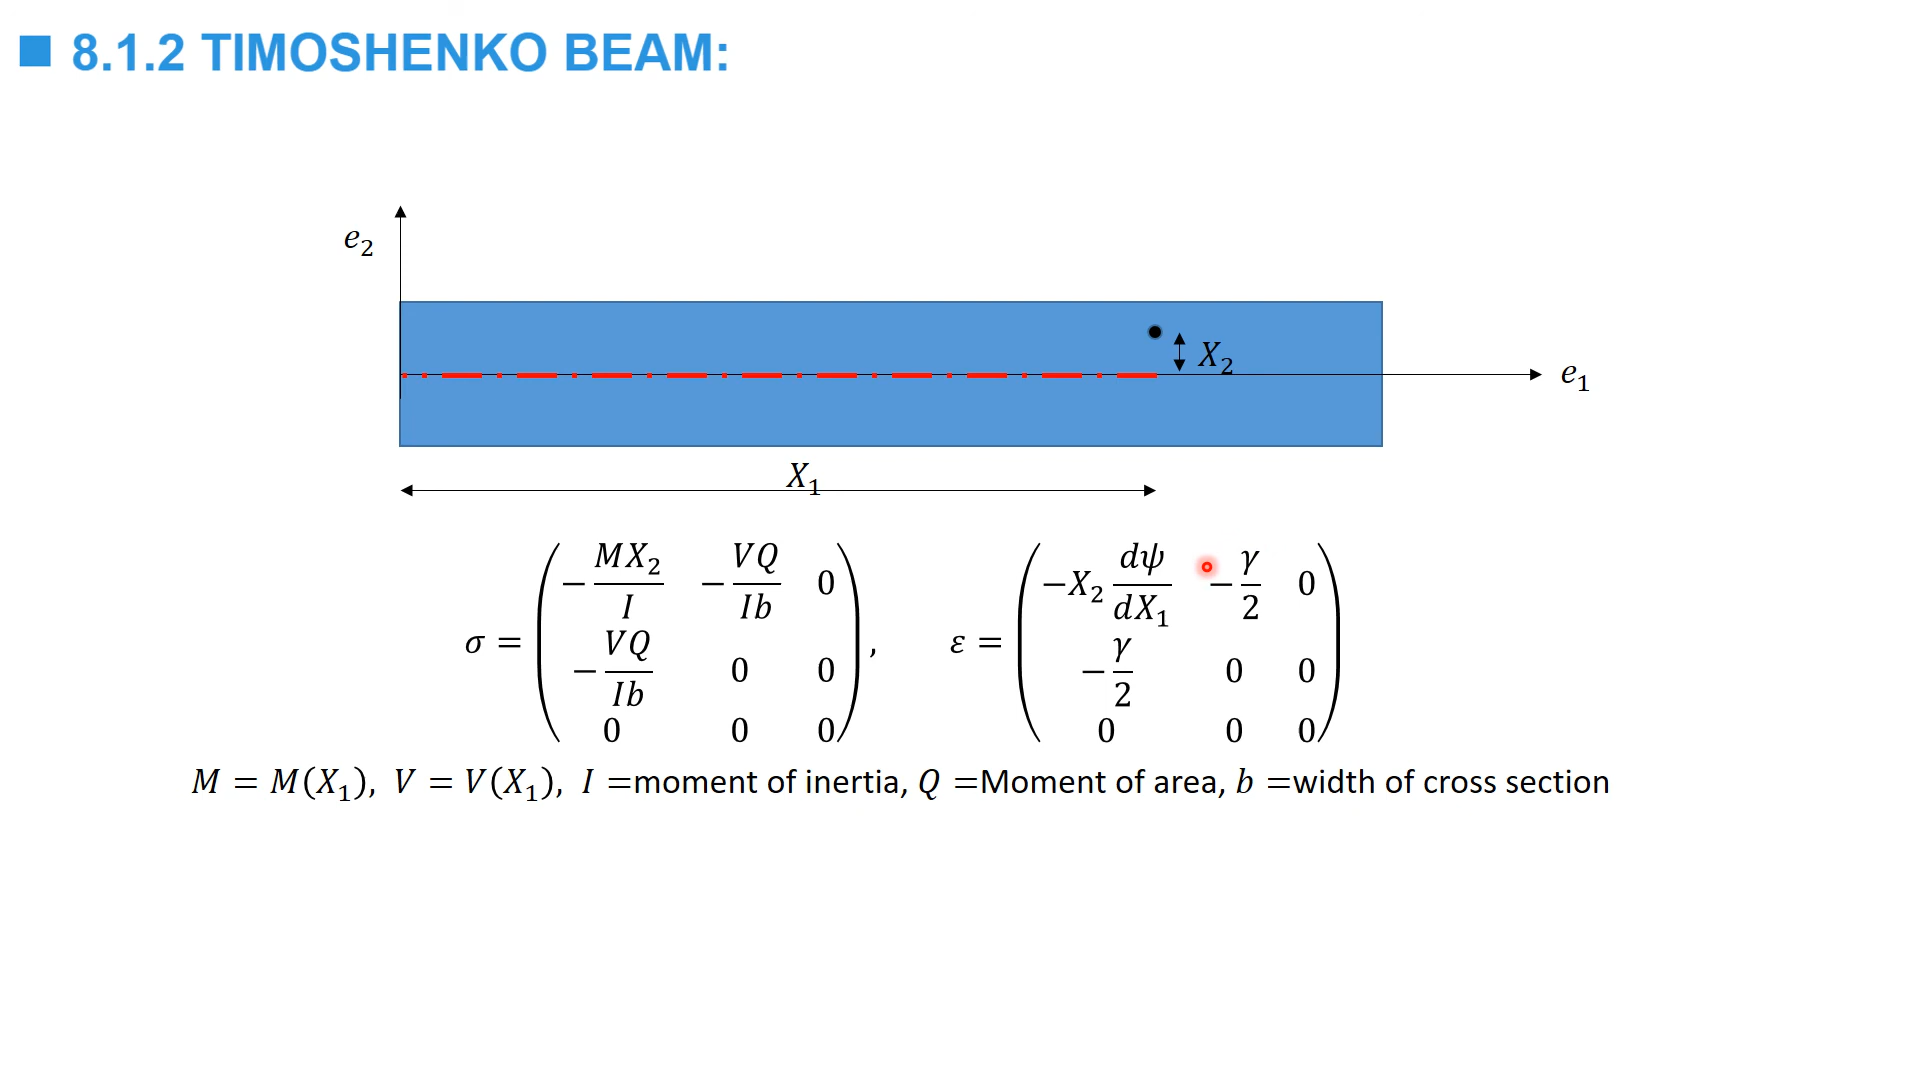 8.1.2 TIMOSHENKO BEAM:
e₂
X₂
e₁
X₁
σ = ( −MX₂/I −VQ/Ib 0
−VQ/Ib 0 0
0 0 0 ) ,
ε = ( −X₂ dψ/dX₁ −γ/2 0
−γ/2 0 0
0 0 0 )
M = M(X₁), V = V(X₁), I =moment of inertia, Q =Moment of area, b =width of cross section